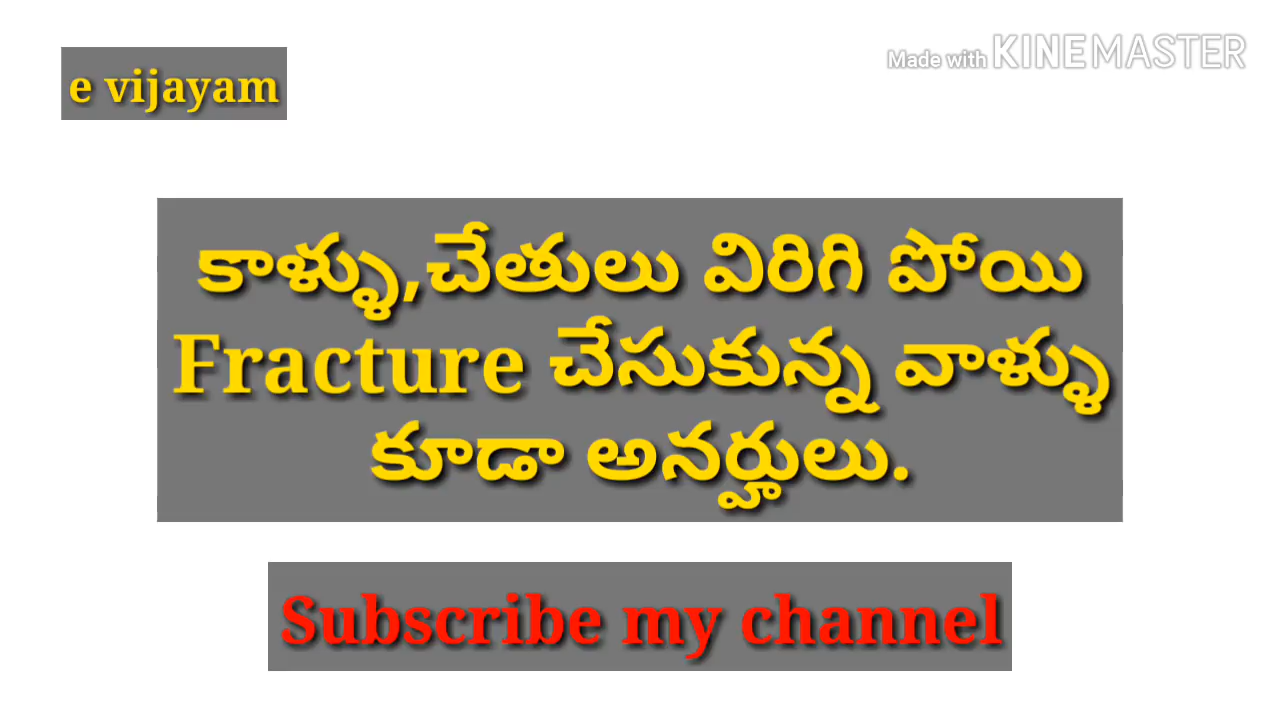 e vijayam
Made with KINEMASTER
కాళ్ళు,చేతులు విరిగి పోయి
Fracture చేసుకున్న వాళ్ళు
కూడా అనర్హులు.
Subscribe my channel